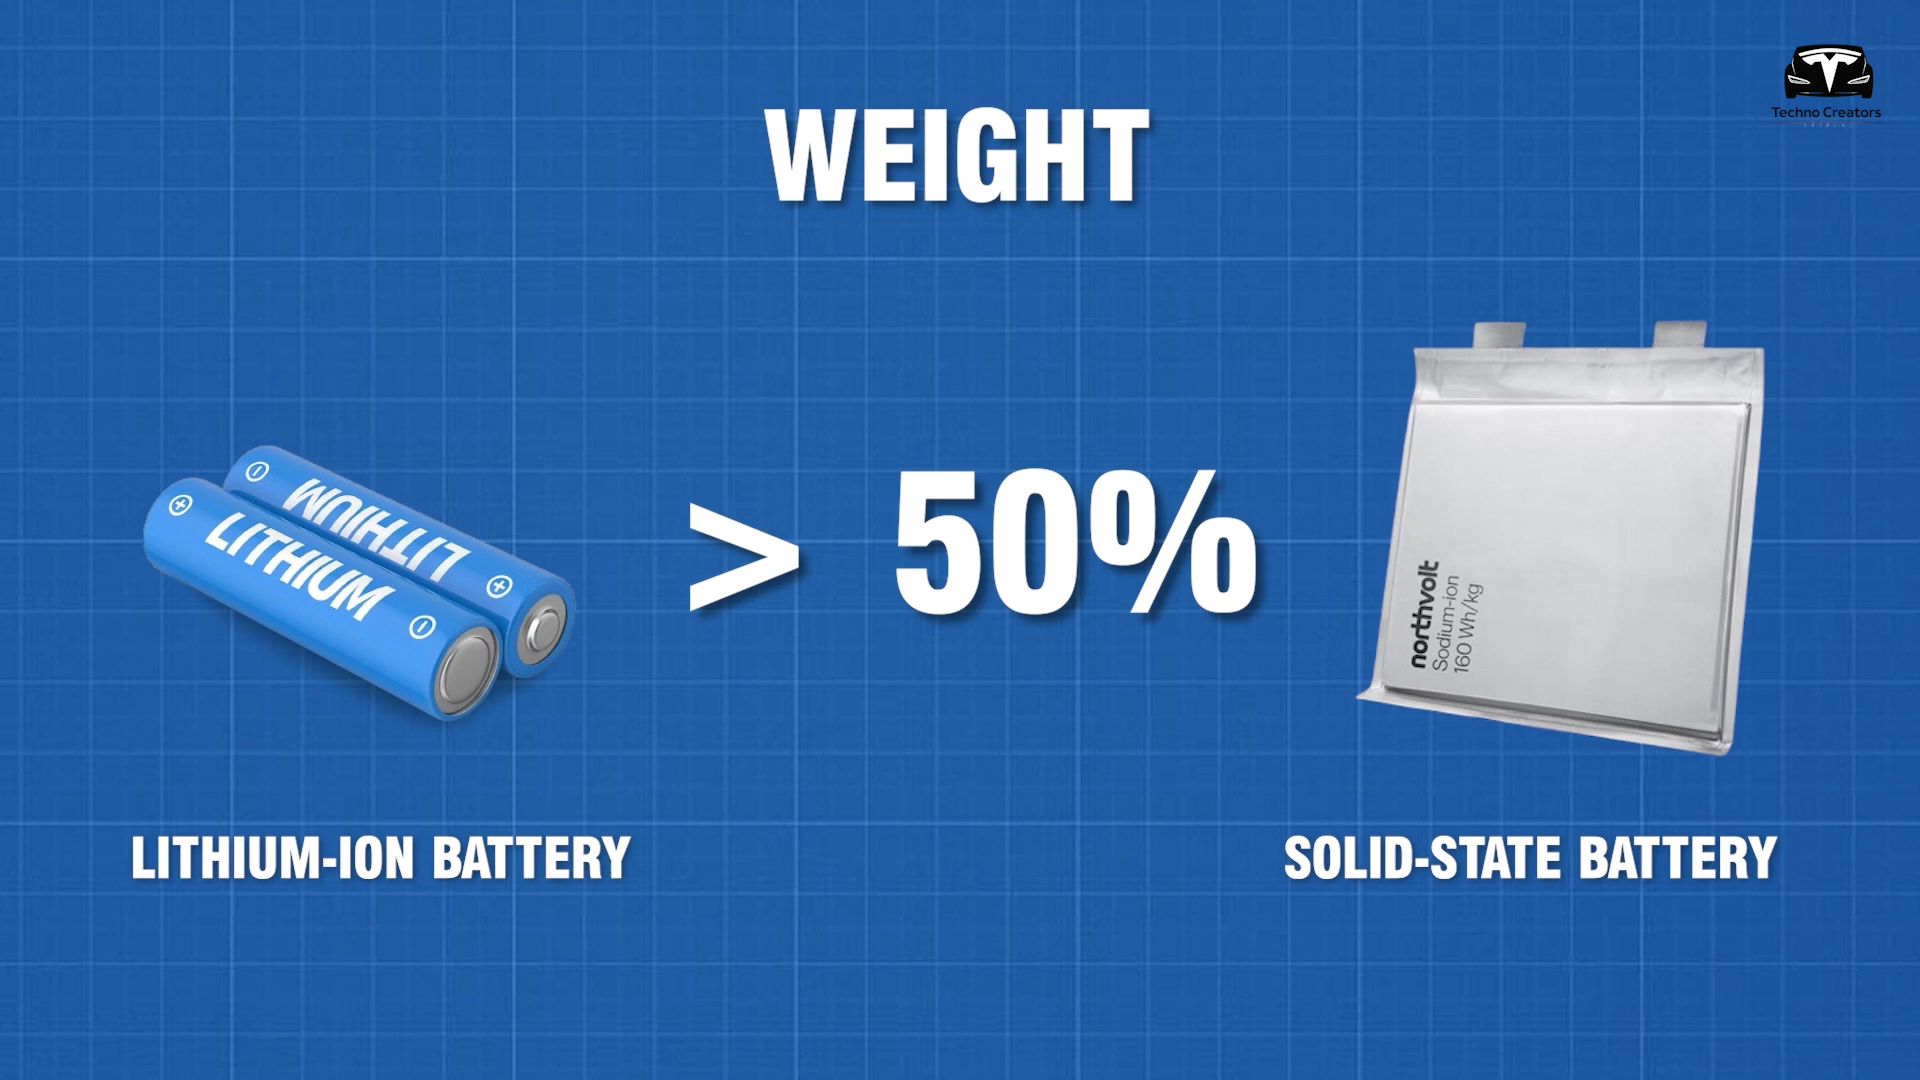 Techno Creators
WEIGHT
LITHIUM
LITHIUM
> 50%
northvolt
Sodium-ion
160 Wh/kg
LITHIUM-ION BATTERY
SOLID-STATE BATTERY